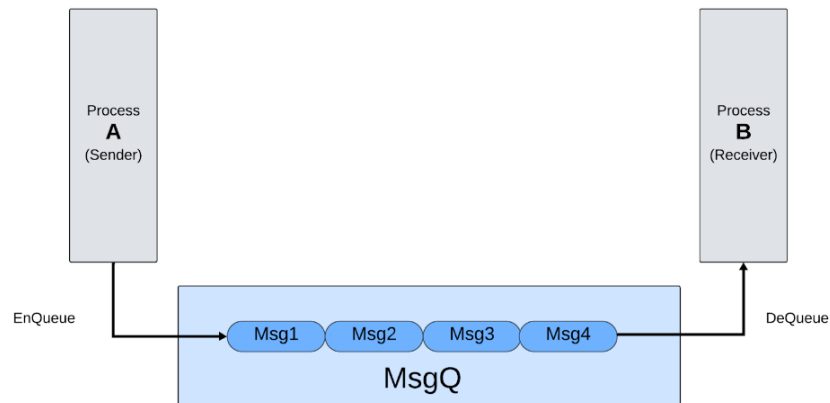 Process
A
(Sender)
Process
B
(Receiver)
EnQueue
DeQueue
Msg1 Msg2 Msg3 Msg4
MsgQ